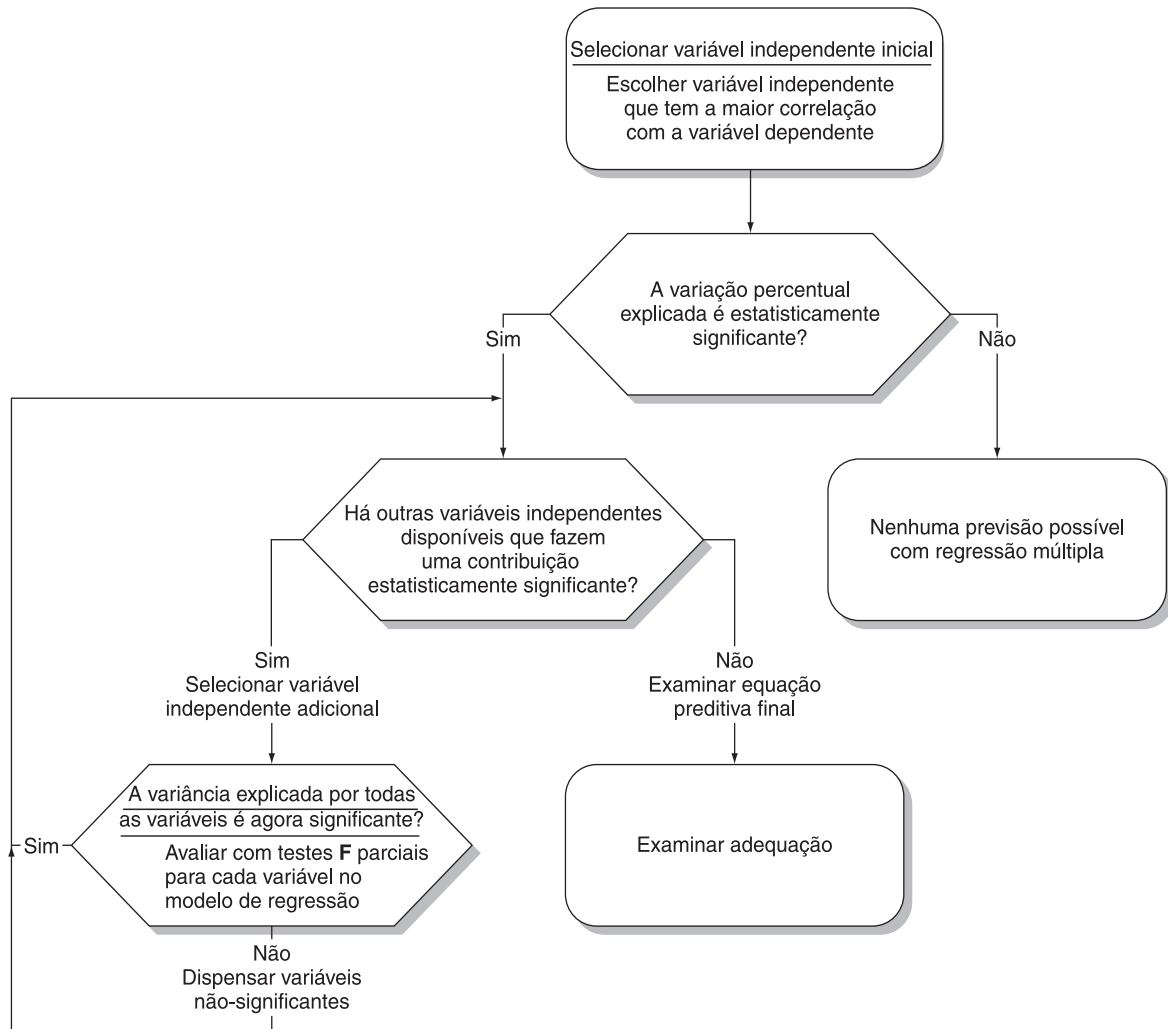 Selecionar variável independente inicial
Escolher variável independente
que tem a maior correlação
com a variável dependente
A variação percentual
explicada é estatisticamente
significante?
Sim
Não
Há outras variáveis independentes
disponíveis que fazem
uma contribuição
estatisticamente significante?
Nenhuma previsão possível
com regressão múltipla
Sim
Selecionar variável
independente adicional
Não
Examinar equação
preditiva final
A variância explicada por todas
as variáveis é agora significante?
Avaliar com testes F parciais
para cada variável no
modelo de regressão
Sim
Examinar adequação
Não
Dispensar variáveis
não-significantes